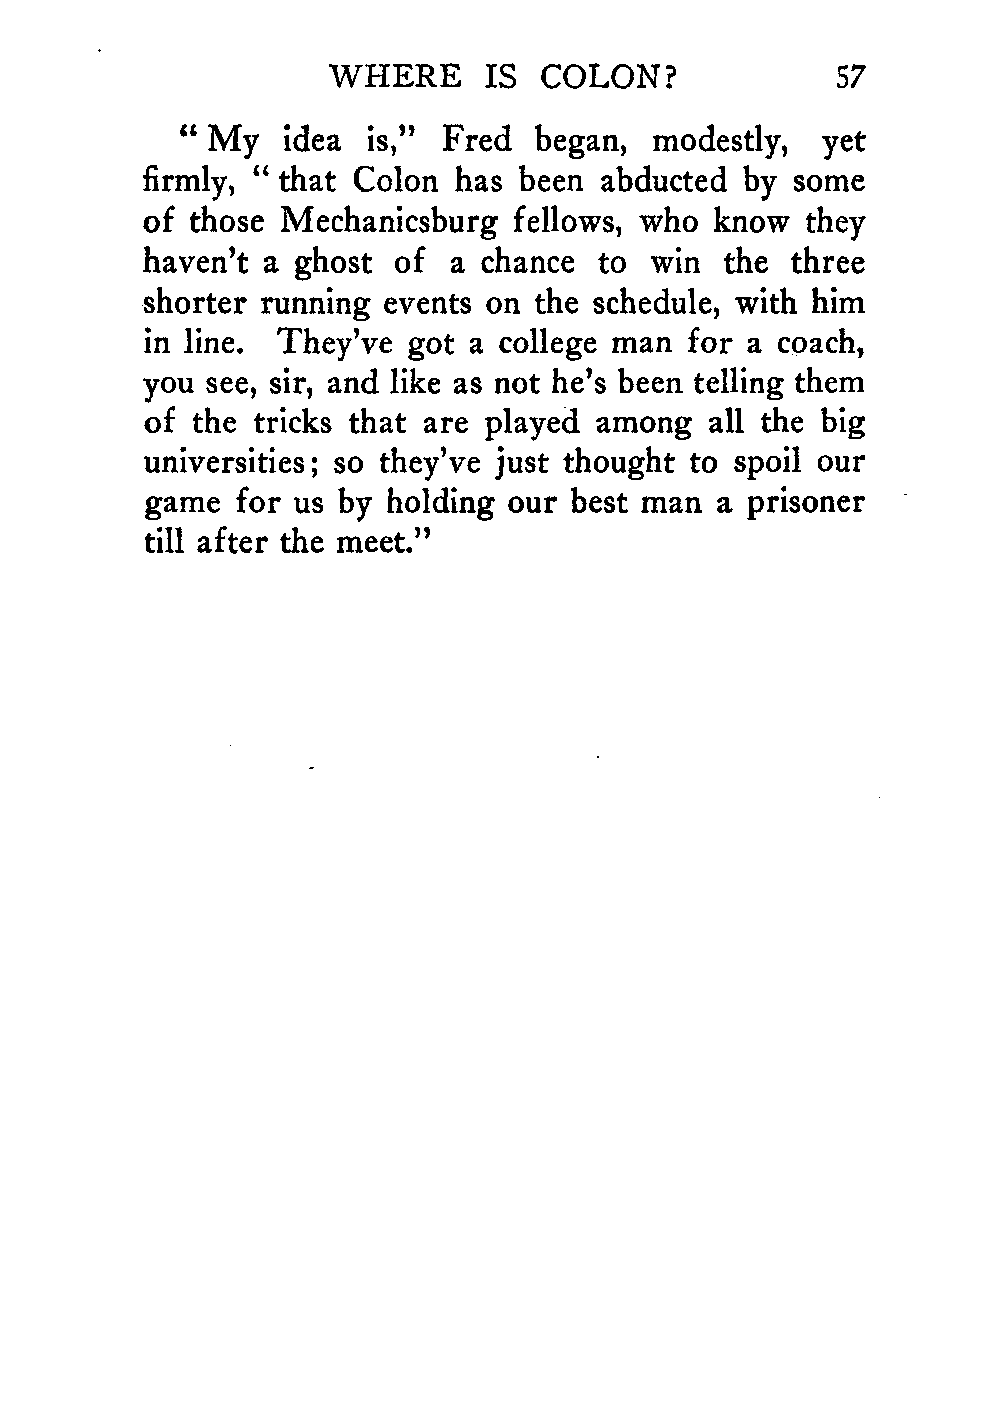 WHERE IS COLON? 57
“ My idea is,” Fred began, modestly, yet
firmly, “ that Colon has been abducted by some
of those Mechanicsburg fellows, who know they
haven't a ghost of a chance to win the three
shorter running events on the schedule, with him
in line. They've got a college man for a coach,
you see, sir, and like as not he's been telling them
of the tricks that are played among all the big
universities; so they've just thought to spoil our
game for us by holding our best man a prisoner
till after the meet.”